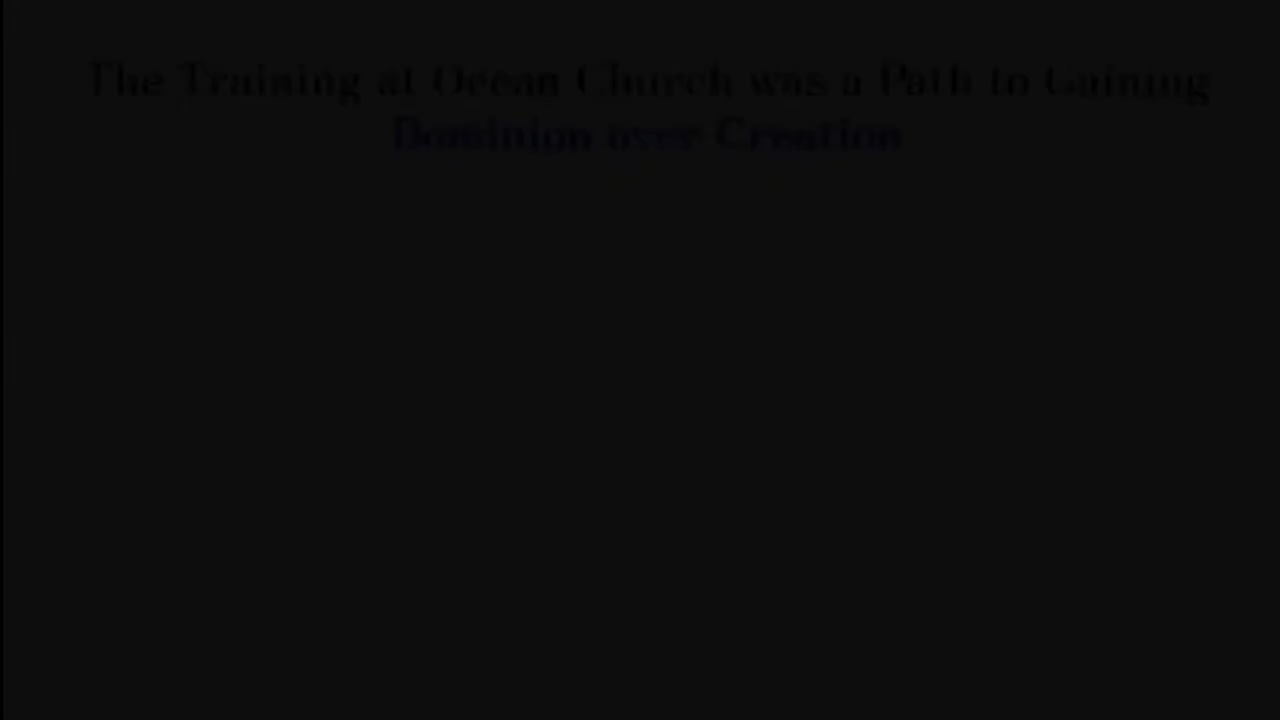 The Training at Ocean Church was a Path to Gaining
Dominion over Creation